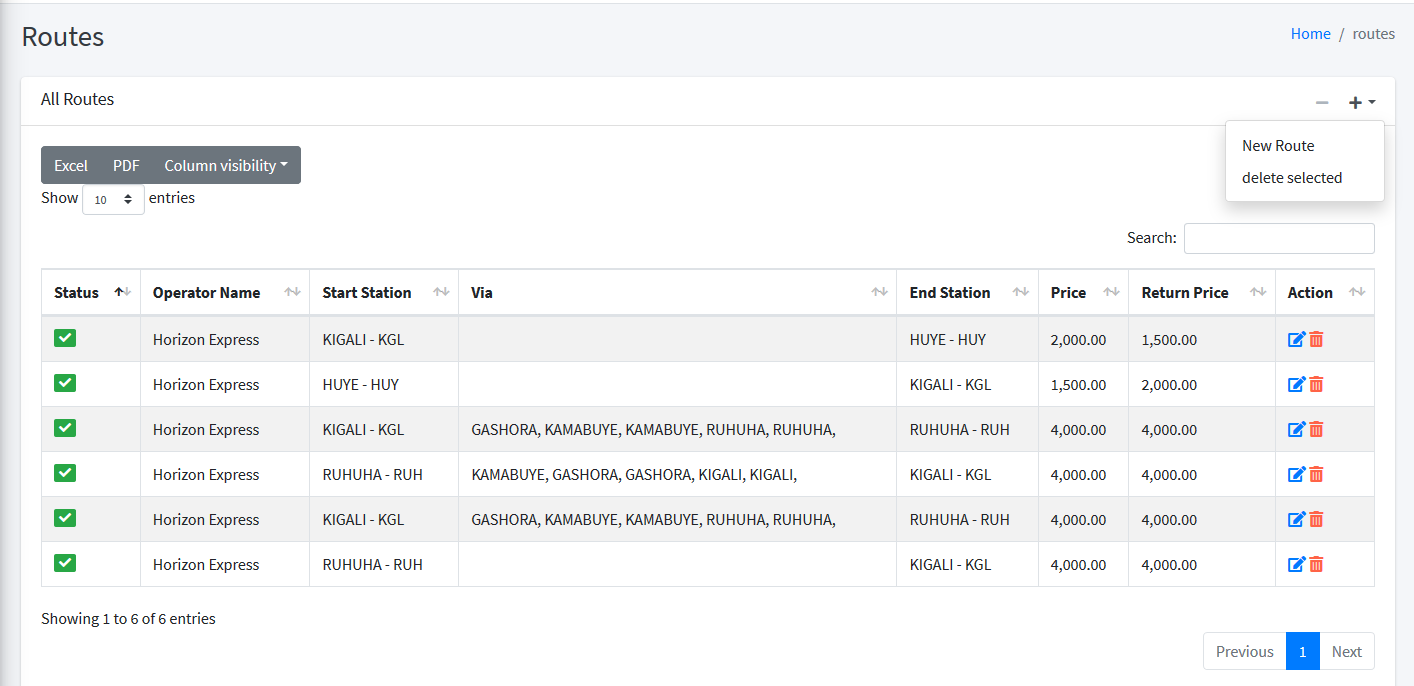 Routes
Home / routes
All Routes
New Route
delete selected
Excel PDF Column visibility
Show 10 entries
Search:
Status Operator Name Start Station Via End Station Price Return Price Action
Horizon Express KIGALI - KGL HUYE - HUY 2,000.00 1,500.00
Horizon Express HUYE - HUY KIGALI - KGL 1,500.00 2,000.00
Horizon Express KIGALI - KGL GASHORA, KAMABUYE, KAMABUYE, RUHUHA, RUHUHA, RUHUHA - RUH 4,000.00 4,000.00
Horizon Express RUHUHA - RUH KAMABUYE, GASHORA, GASHORA, KIGALI, KIGALI, KIGALI - KGL 4,000.00 4,000.00
Horizon Express KIGALI - KGL GASHORA, KAMABUYE, KAMABUYE, RUHUHA, RUHUHA, RUHUHA - RUH 4,000.00 4,000.00
Horizon Express RUHUHA - RUH KIGALI - KGL 4,000.00 4,000.00
Showing 1 to 6 of 6 entries
Previous 1 Next